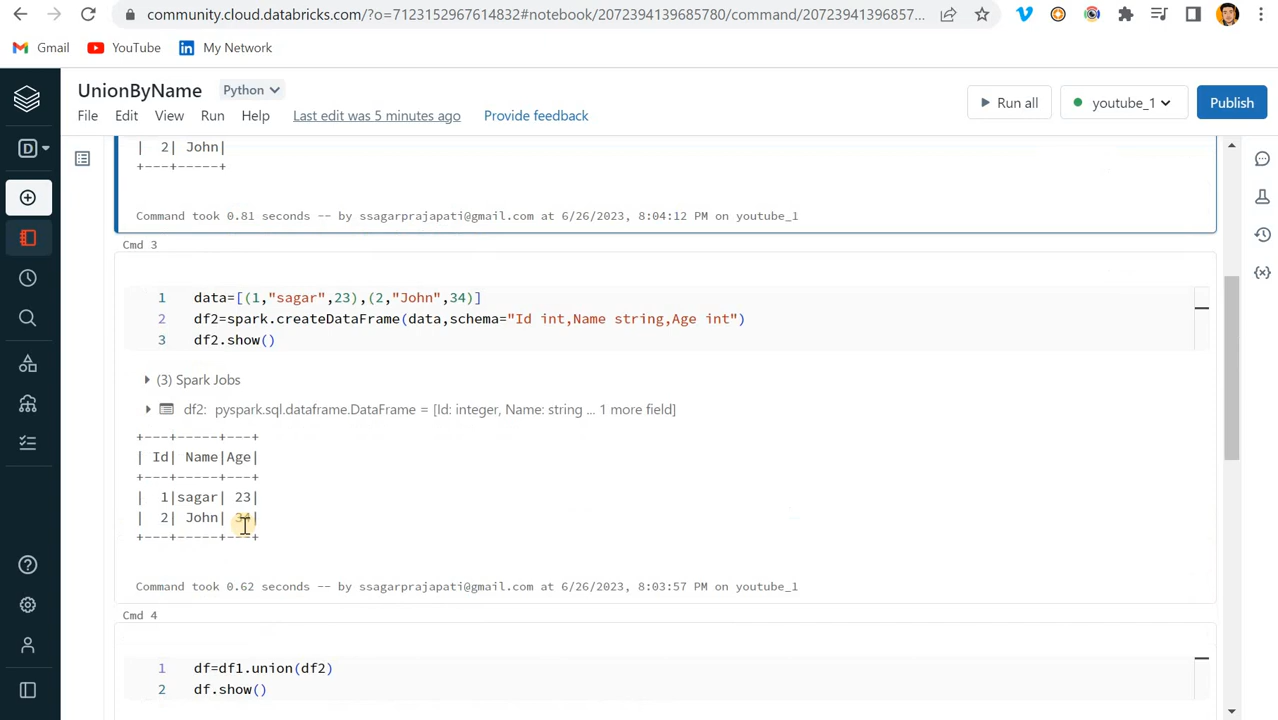 community.cloud.databricks.com/?o=7123152967614832#notebook/2072394139685780/command/20723941396857...
Gmail
YouTube
My Network
UnionByName
Python
File
Edit
View
Run
Help
Last edit was 5 minutes ago
Provide feedback
Run all
youtube_1
Publish
D
|  2| John|
+---+-----+
Command took 0.81 seconds -- by ssagarprajapati@gmail.com at 6/26/2023, 8:04:12 PM on youtube_1
Cmd 3
1 data=[(1,"sagar",23),(2,"John",34)]
2 df2=spark.createDataFrame(data,schema="Id int,Name string,Age int")
3 df2.show()
(3) Spark Jobs
df2: pyspark.sql.dataframe.DataFrame = [Id: integer, Name: string ... 1 more field]
+---+-----+---+
| Id| Name|Age|
+---+-----+---+
|  1|sagar| 23|
|  2| John| 34|
+---+-----+---+
Command took 0.62 seconds -- by ssagarprajapati@gmail.com at 6/26/2023, 8:03:57 PM on youtube_1
Cmd 4
1 df=df1.union(df2)
2 df.show()